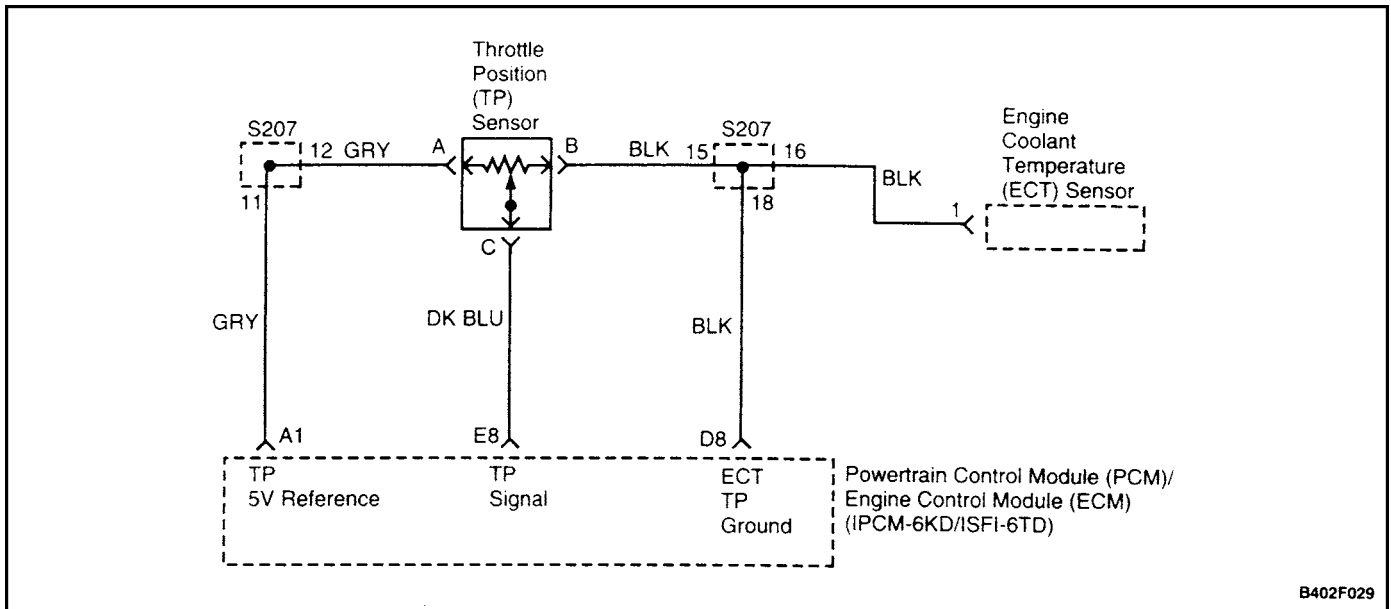 Throttle
Position
(TP)
Sensor
S207
12 GRY
A
B
BLK
15
S207
16
Engine
Coolant
Temperature
(ECT) Sensor
11
18
BLK
1
C
GRY
DK BLU
BLK
A1
E8
D8
TP
5V Reference
TP
Signal
ECT
TP
Ground
Powertrain Control Module (PCM)/
Engine Control Module (ECM)
(IPCM-6KD/ISFI-6TD)
B402F029